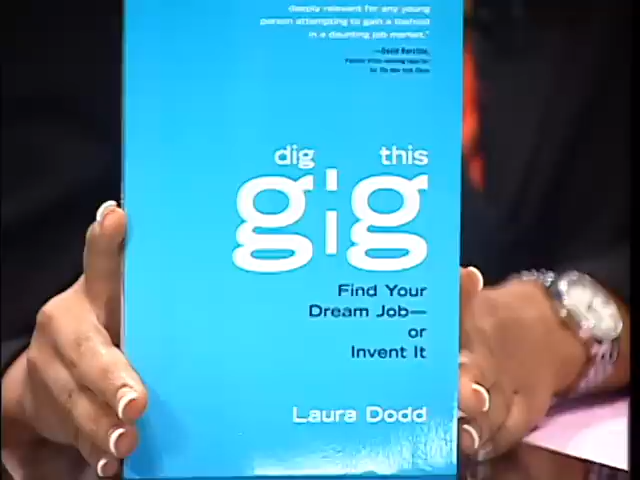 deeply relevant for any young
person attempting to gain a foothold
in a daunting job market."
dig this
gig
Find Your
Dream Job—
or
Invent It
Laura Dodd